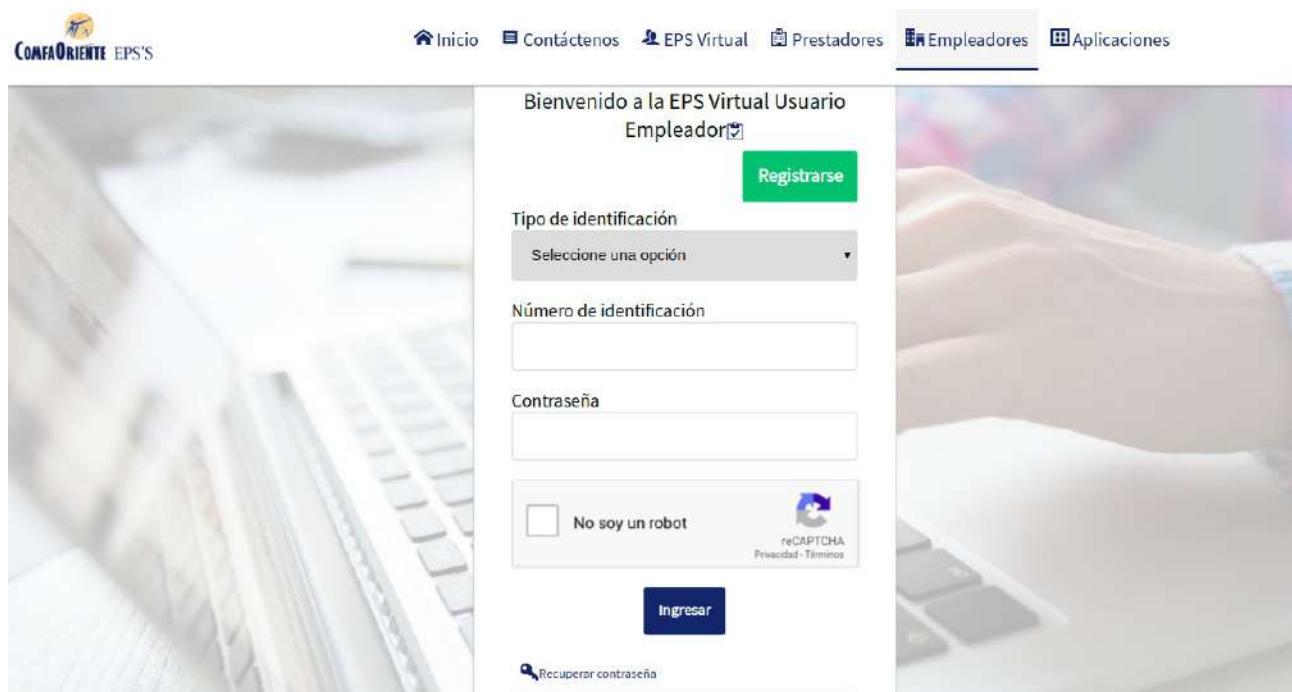 COMFAORIENTE EPS'S
Inicio Contáctenos EPS Virtual Prestadores Empleadores Aplicaciones
Bienvenido a la EPS Virtual Usuario
Empleador
Registrarse
Tipo de identificación
Seleccione una opción
Número de identificación
Contraseña
No soy un robot
reCAPTCHA
Privacidad - Términos
Ingresar
Recuperar contraseña